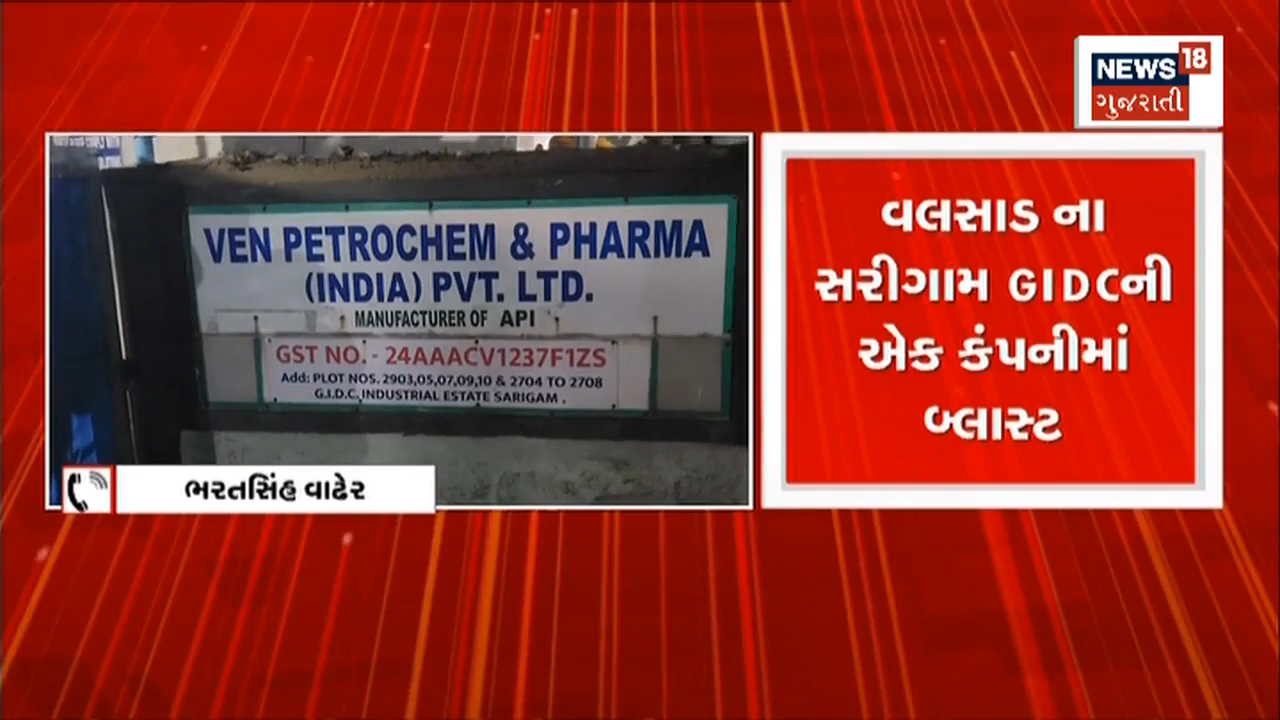 NEWS 18
ગુજરાતી
VEN PETROCHEM & PHARMA
(INDIA) PVT. LTD.
MANUFACTURER OF API
GST NO. - 24AAACV1237F1ZS
Add: PLOT NOS. 2903,05,07,09,10 & 2704 TO 2708
G.I.D.C. INDUSTRIAL ESTATE SARIGAM .
ભરતસિંહ વાઢેર
વલસાડ ના
સરીગામ GIDCની
એક કંપનીમાં
બ્લાસ્ટ